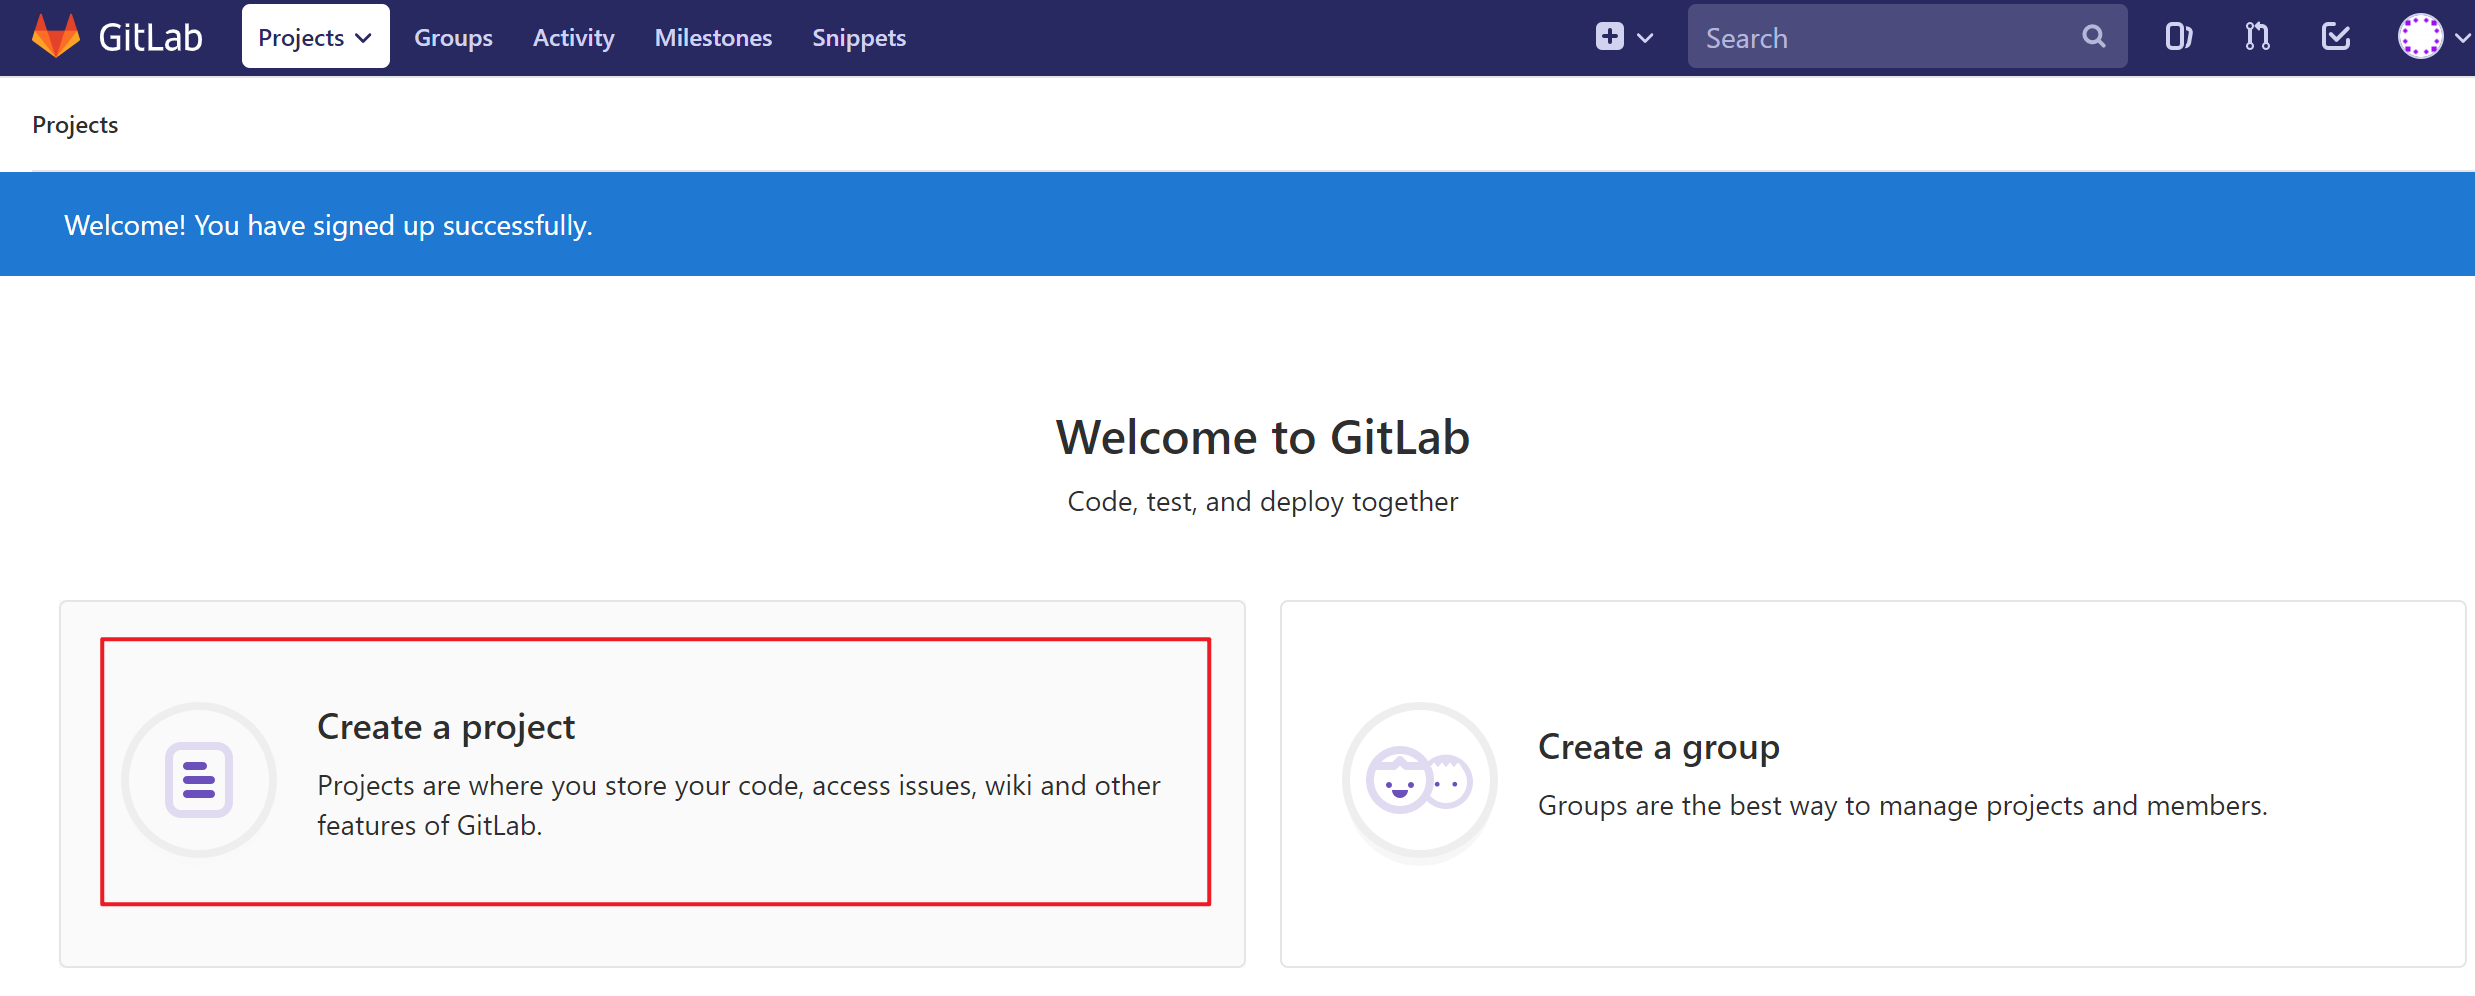 GitLab Projects Groups Activity Milestones Snippets Search
Projects
Welcome! You have signed up successfully.
Welcome to GitLab
Code, test, and deploy together
Create a project
Projects are where you store your code, access issues, wiki and other
features of GitLab.
Create a group
Groups are the best way to manage projects and members.